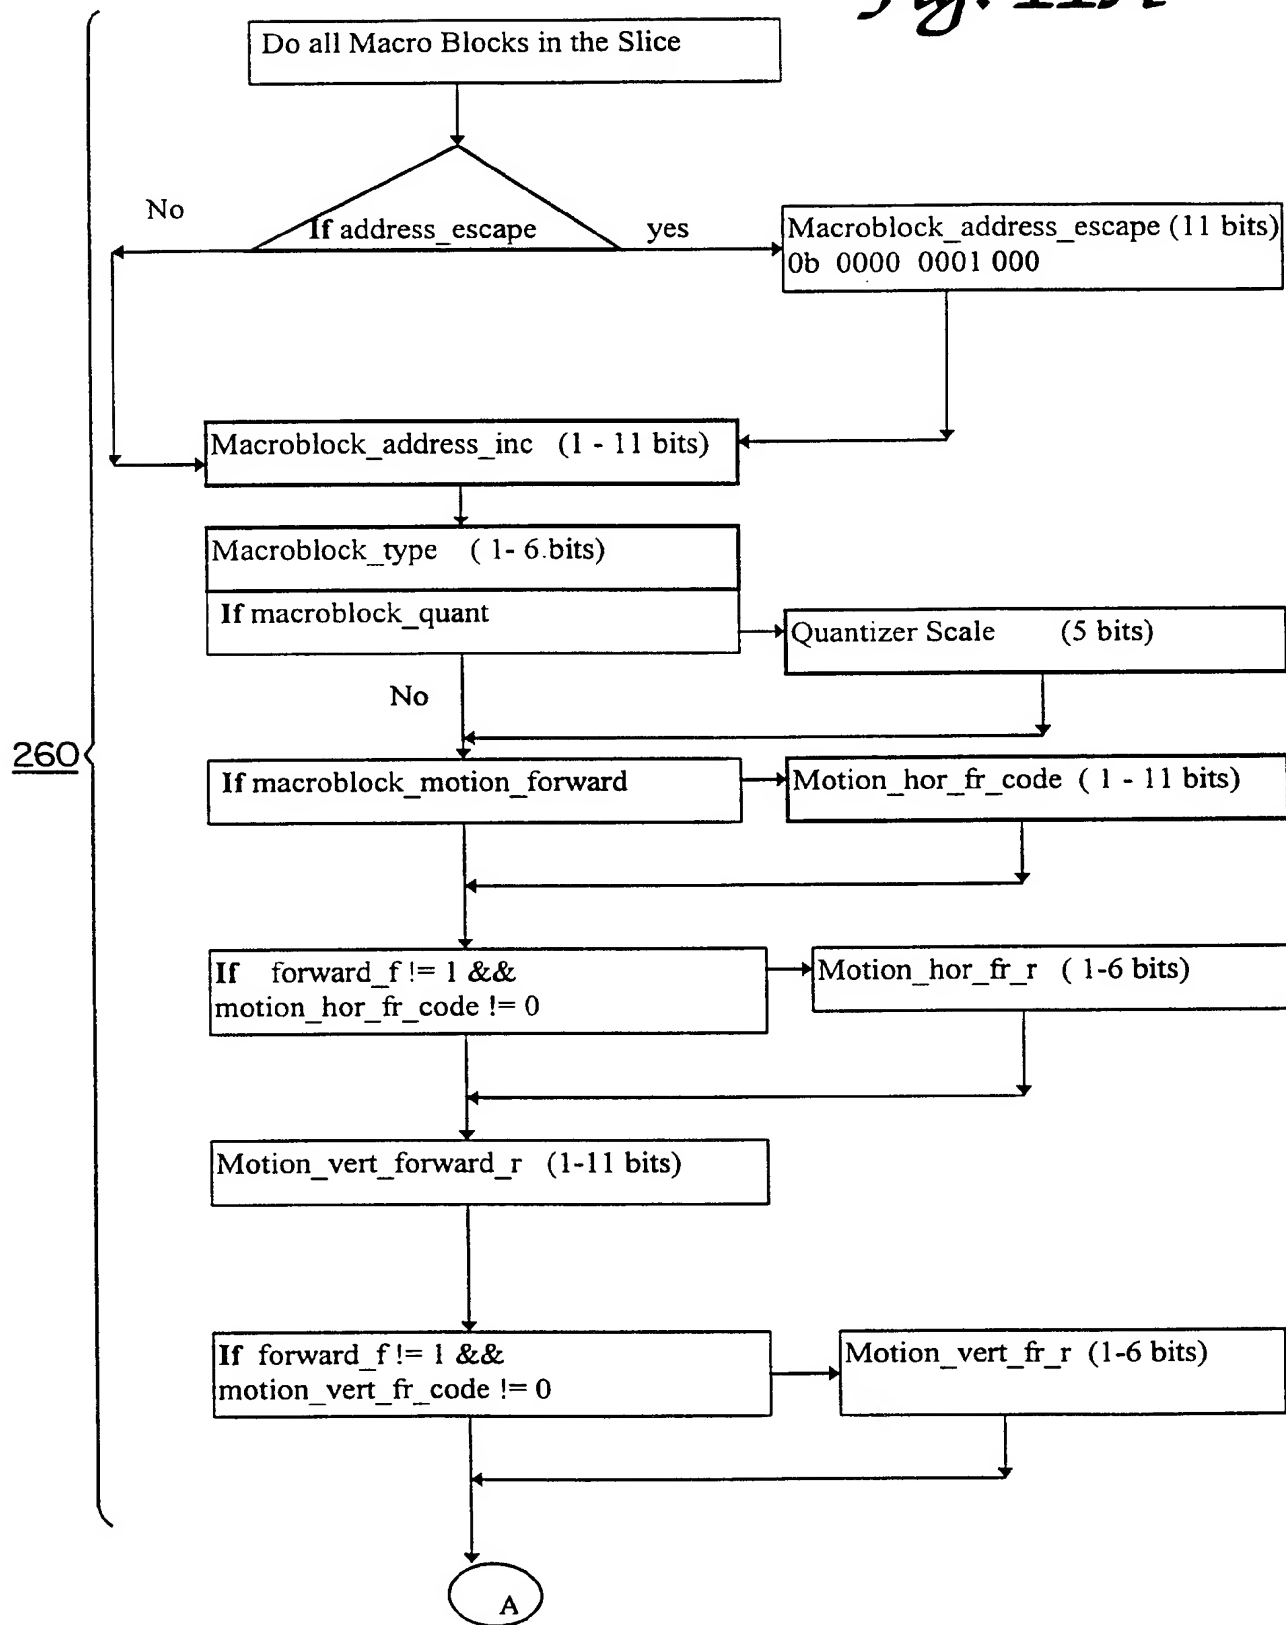 Fig. 11A
Do all Macro Blocks in the Slice
No
If address_escape
yes
Macroblock_address_escape (11 bits)
0b 0000 0001 000
Macroblock_address_inc (1 - 11 bits)
Macroblock_type ( 1- 6.bits)
If macroblock_quant
Quantizer Scale (5 bits)
No
260
If macroblock_motion_forward
Motion_hor_fr_code ( 1 - 11 bits)
If forward_f != 1 &&
motion_hor_fr_code != 0
Motion_hor_fr_r ( 1-6 bits)
Motion_vert_forward_r (1-11 bits)
If forward_f != 1 &&
motion_vert_fr_code != 0
Motion_vert_fr_r (1-6 bits)
A